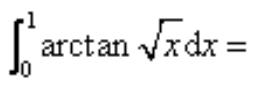 ∫₀¹ arctan √x dx =